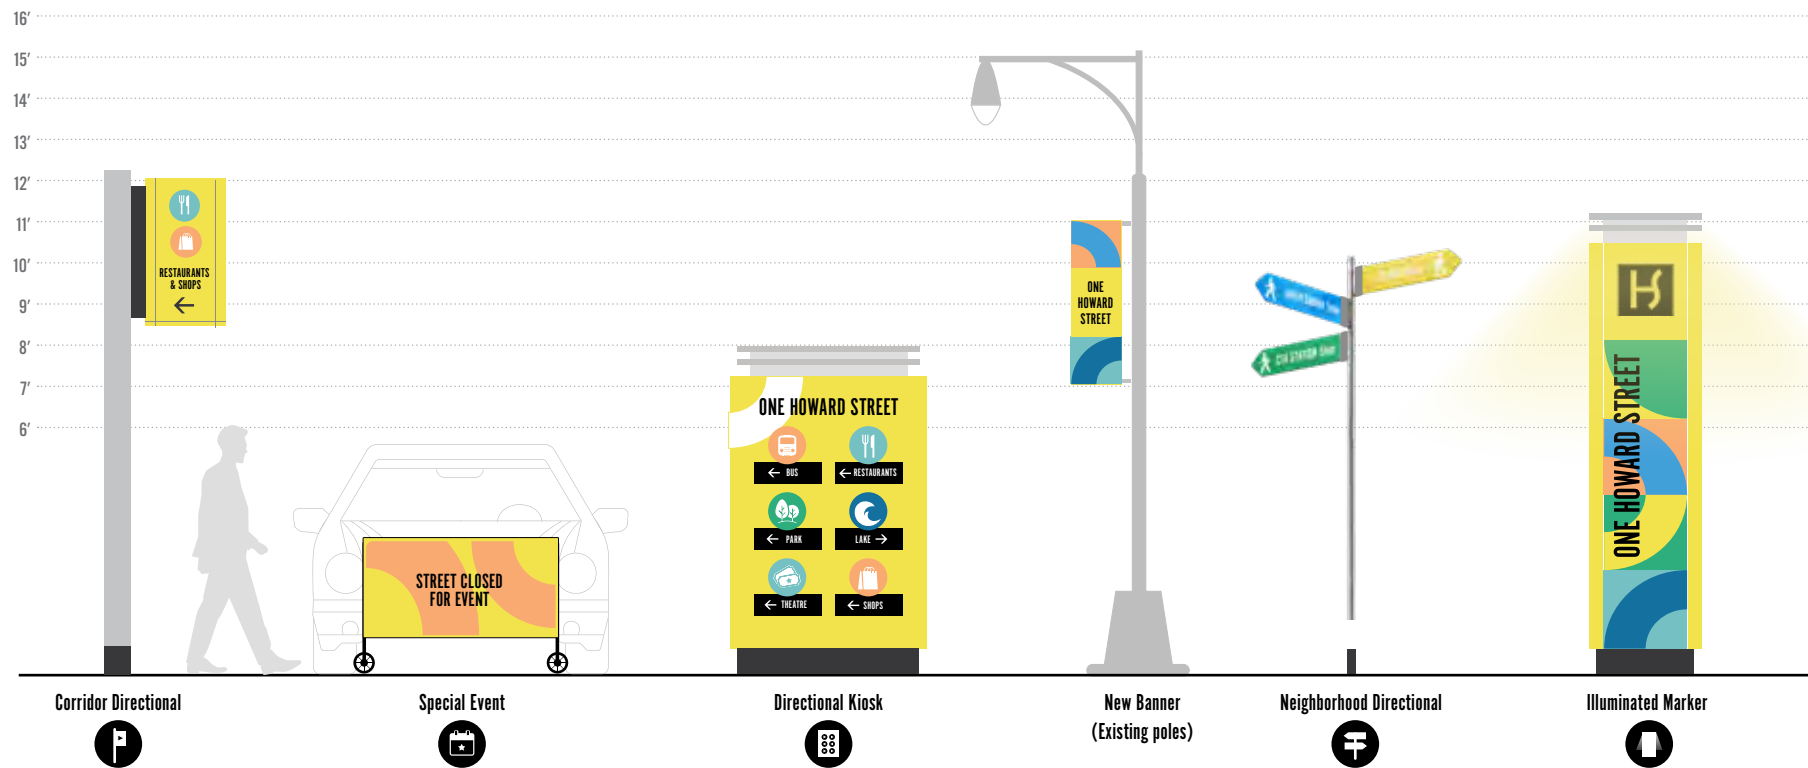 16'
15'
14'
13'
12'
11'
10'
9'
8'
7'
6'
RESTAURANTS
& SHOPS
STREET CLOSED
FOR EVENT
ONE HOWARD STREET
BUS
RESTAURANTS
PARK
LAKE
THEATRE
SHOPS
ONE
HOWARD
STREET
CTA STATION
ONE HOWARD STREET
Corridor Directional
Special Event
Directional Kiosk
New Banner
(Existing poles)
Neighborhood Directional
Illuminated Marker